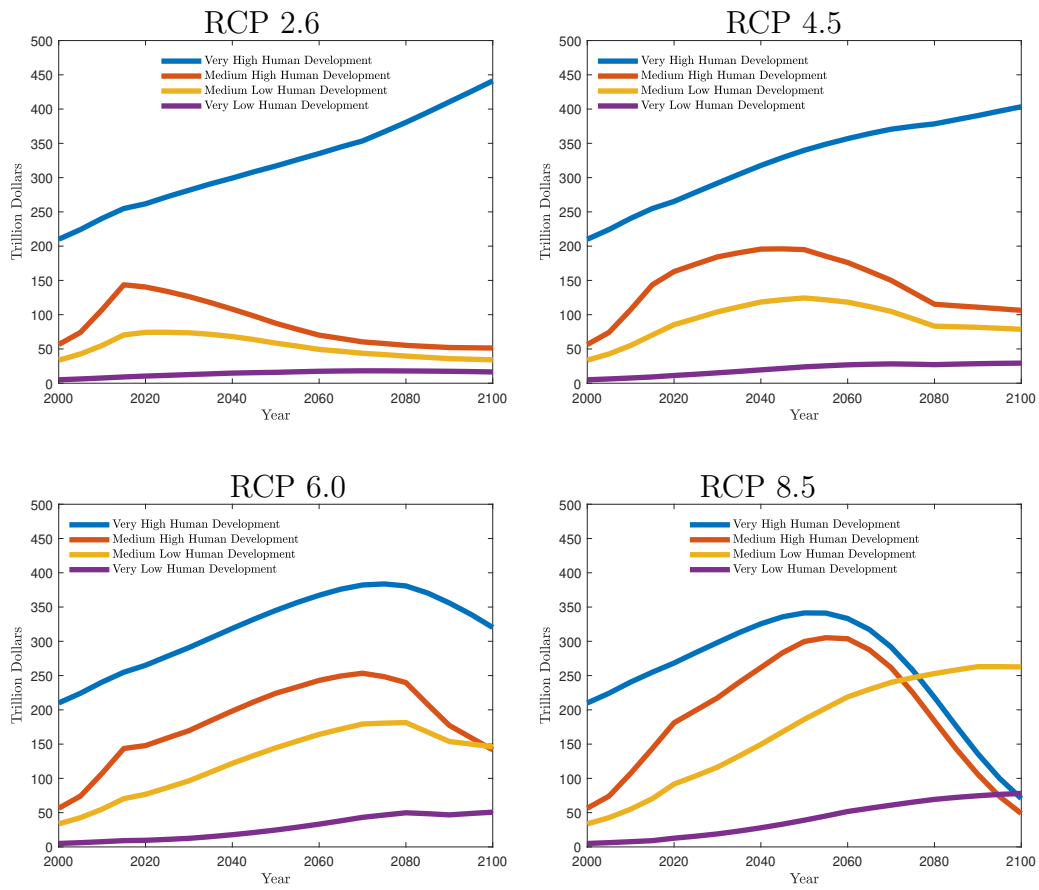 RCP 2.6
500
450
400
350
300
250
200
150
100
50
0
Trillion Dollars
Very High Human Development
Medium High Human Development
Medium Low Human Development
Very Low Human Development
2000 2020 2040 2060 2080 2100
Year
RCP 4.5
500
450
400
350
300
250
200
150
100
50
0
Trillion Dollars
Very High Human Development
Medium High Human Development
Medium Low Human Development
Very Low Human Development
2000 2020 2040 2060 2080 2100
Year
RCP 6.0
500
450
400
350
300
250
200
150
100
50
0
Trillion Dollars
Very High Human Development
Medium High Human Development
Medium Low Human Development
Very Low Human Development
2000 2020 2040 2060 2080 2100
Year
RCP 8.5
500
450
400
350
300
250
200
150
100
50
0
Trillion Dollars
Very High Human Development
Medium High Human Development
Medium Low Human Development
Very Low Human Development
2000 2020 2040 2060 2080 2100
Year